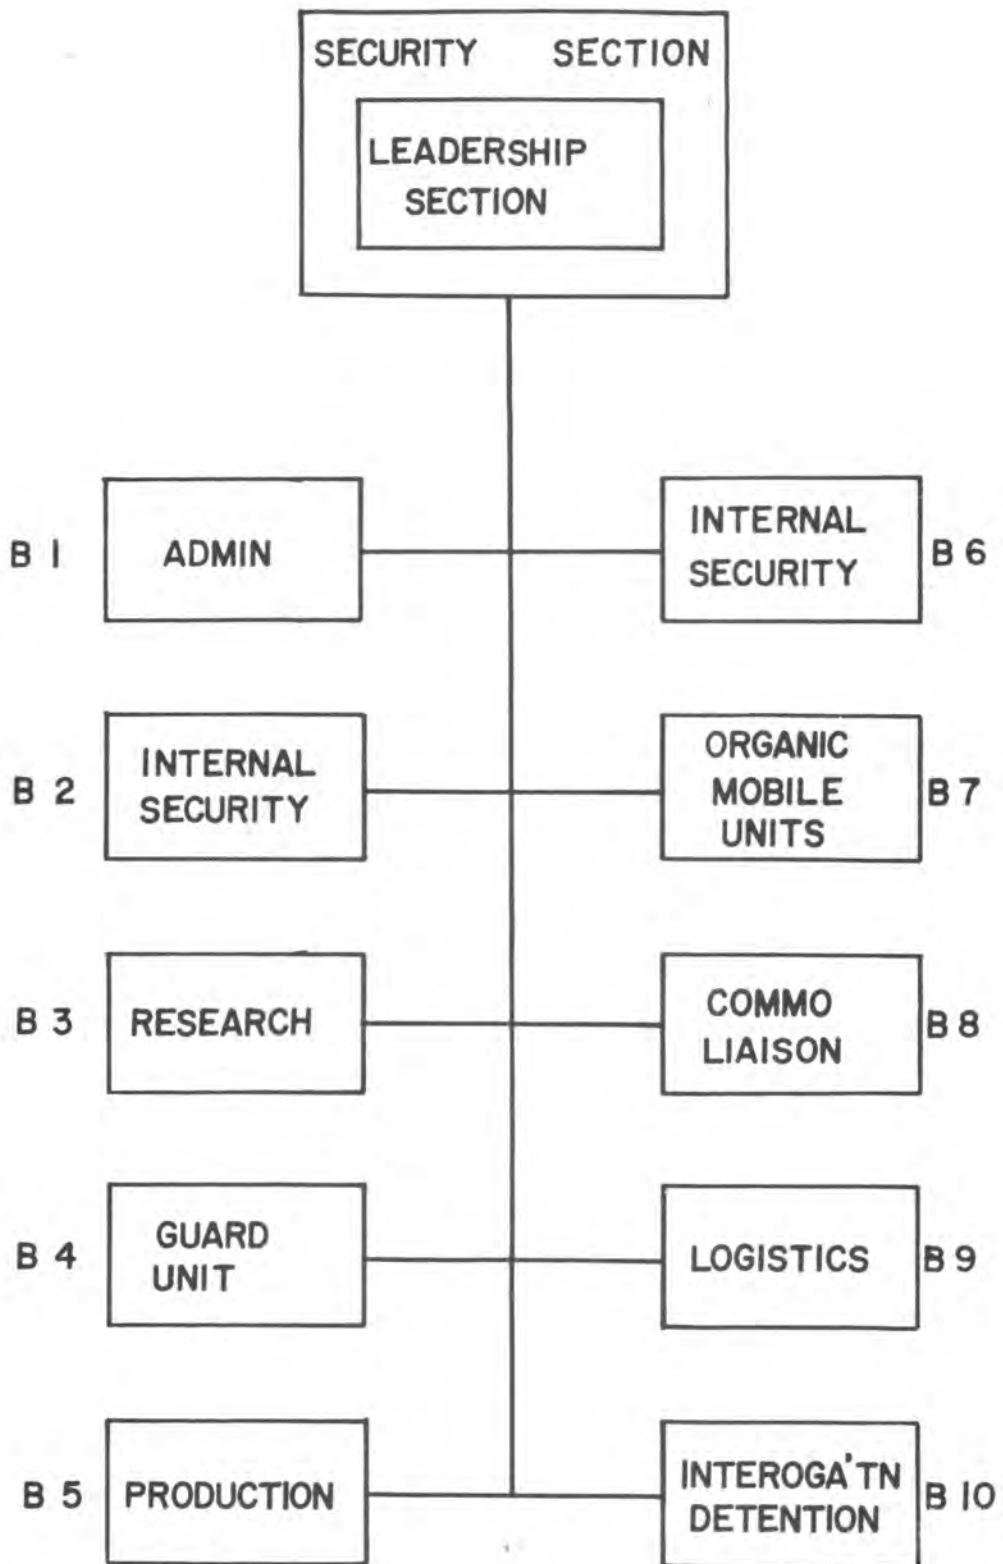 SECURITY SECTION
LEADERSHIP
SECTION
B 1
ADMIN
INTERNAL
SECURITY
B 6
B 2
INTERNAL
SECURITY
ORGANIC
MOBILE
UNITS
B 7
B 3
RESEARCH
COMMO
LIAISON
B 8
B 4
GUARD
UNIT
LOGISTICS
B 9
B 5
PRODUCTION
INTEROGA'TN
DETENTION
B 10